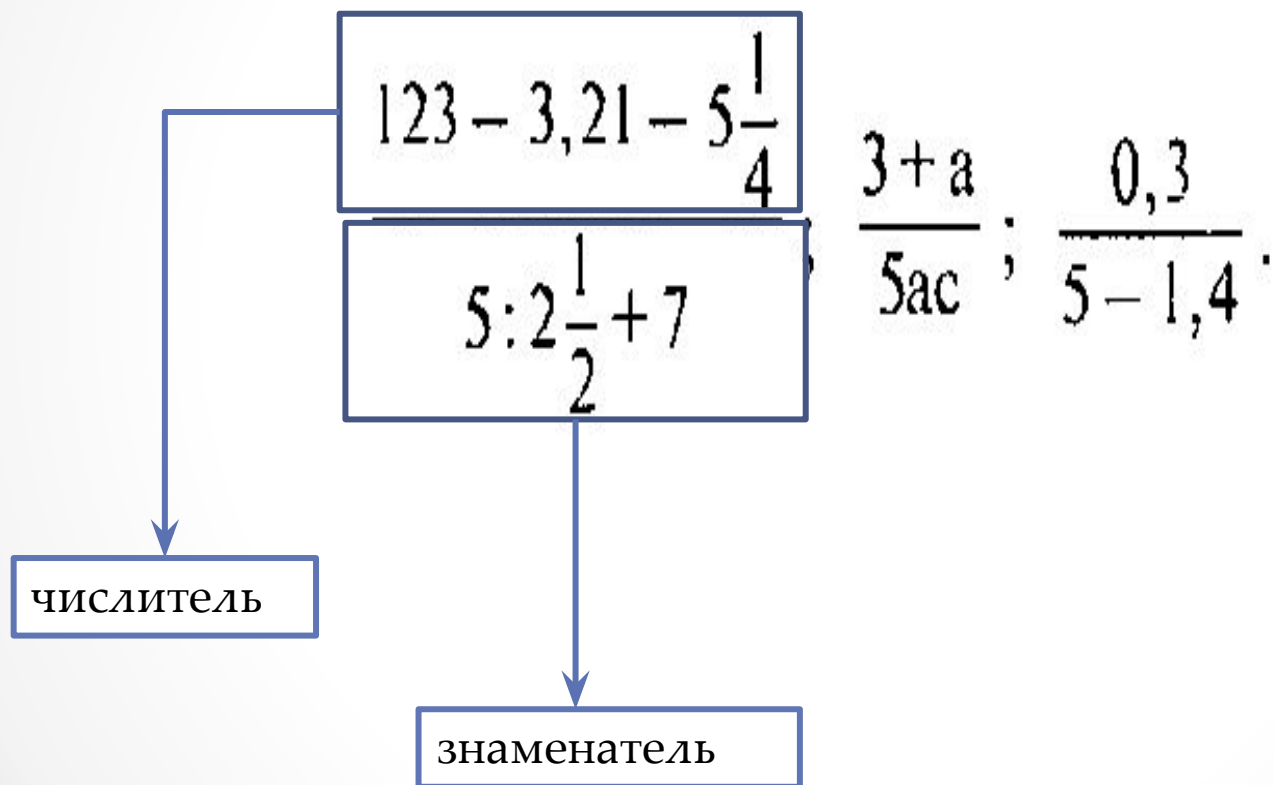 123 – 3,21 – 5 1/4
5:2 1/2 + 7
;
3 + a
5ac
;
0,3
5 – 1,4
.
числитель
знаменатель